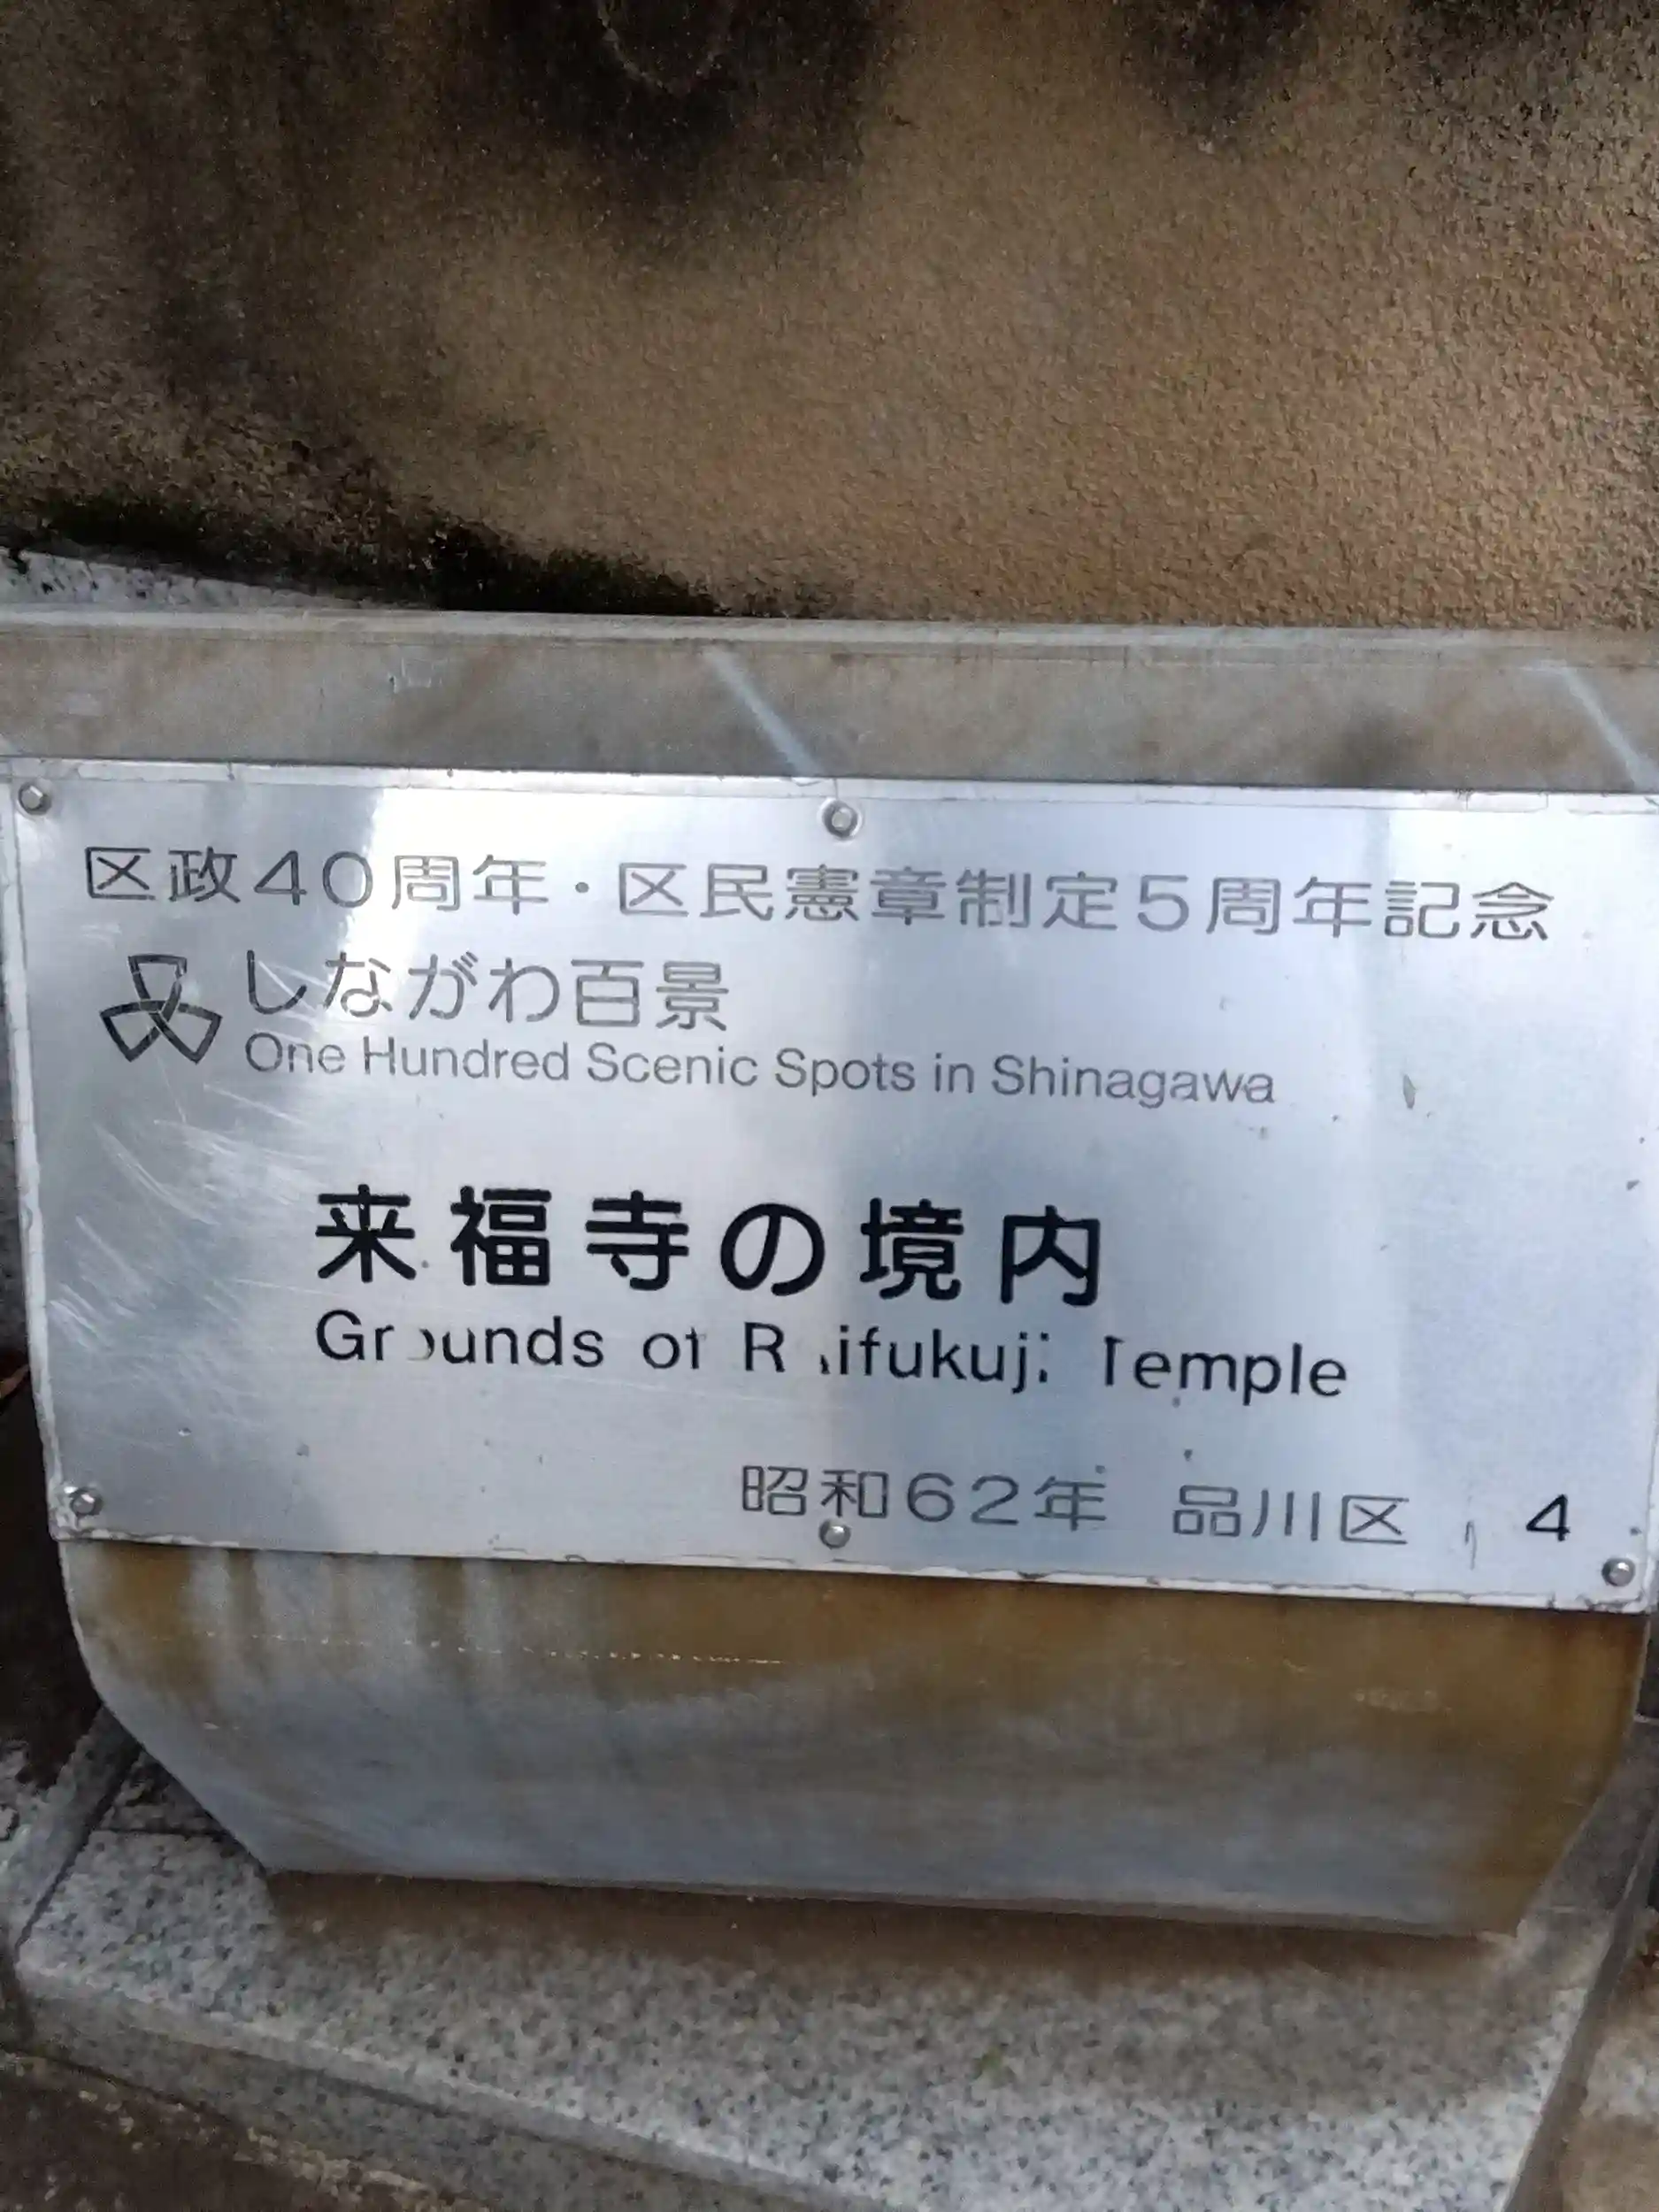 区政40周年・区民憲章制定5周年記念
しながわ百景
One Hundred Scenic Spots in Shinagawa
来福寺の境内
Grounds of Raifukuji Temple
昭和62年 品川区 4